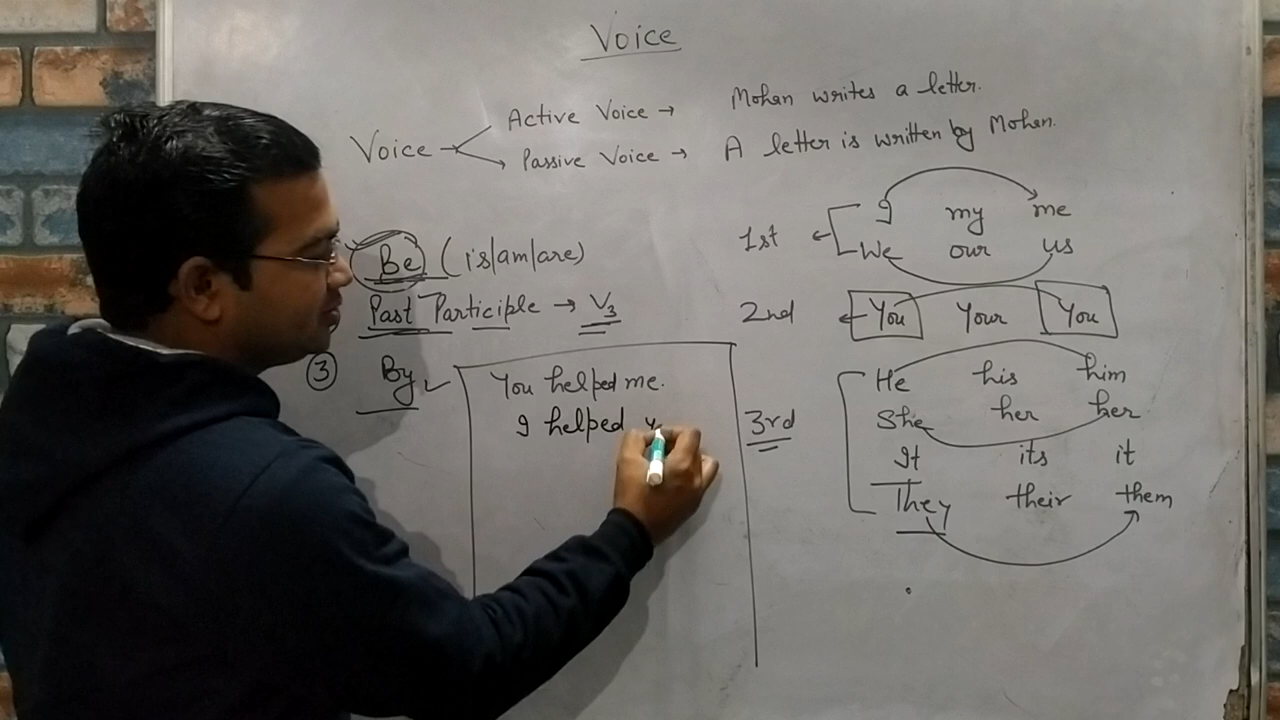 Voice
Voice
Active Voice → Mohan writes a letter.
Passive Voice → A letter is written by Mohan.
Be (is/am/are)
Past Participle → V3
③ By
You helped me.
I helped y
1st
I my me
We our us
2nd You Your You
3rd
He his him
She her her
It its it
They their them